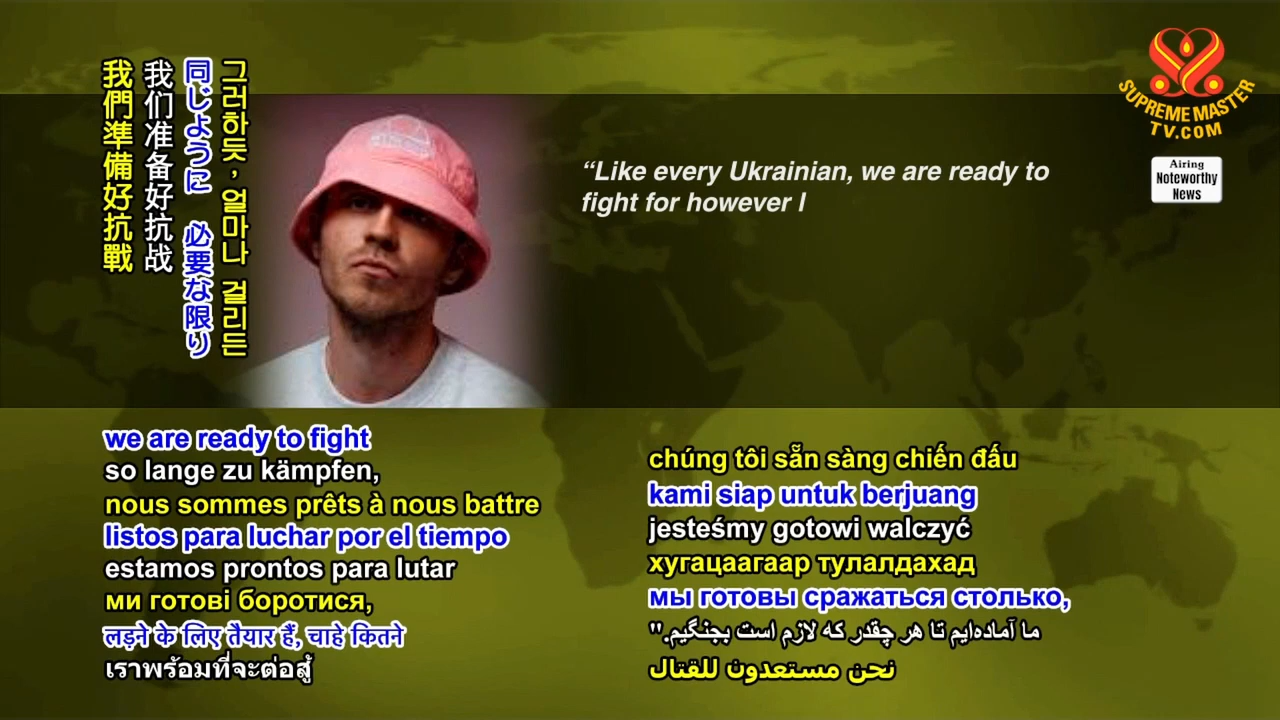 我們準備好抗戰
我们准备好抗战
同じように 必要な限り
그러하듯, 얼마나 걸리든
“Like every Ukrainian, we are ready to
fight for however l
SUPREME MASTER
TV.COM
Airing
Noteworthy
News
we are ready to fight
so lange zu kämpfen,
nous sommes prêts à nous battre
listos para luchar por el tiempo
estamos prontos para lutar
ми готові боротися,
लड़ने के लिए तैयार हैं, चाहे कितने
เราพร้อมที่จะต่อสู้
chúng tôi sẵn sàng chiến đấu
kami siap untuk berjuang
jesteśmy gotowi walczyć
хугацаагаар тулалдахад
мы готовы сражаться столько,
ما آماده‌ایم تا هر چقدر که لازم است بجنگیم."
نحن مستعدون للقتال